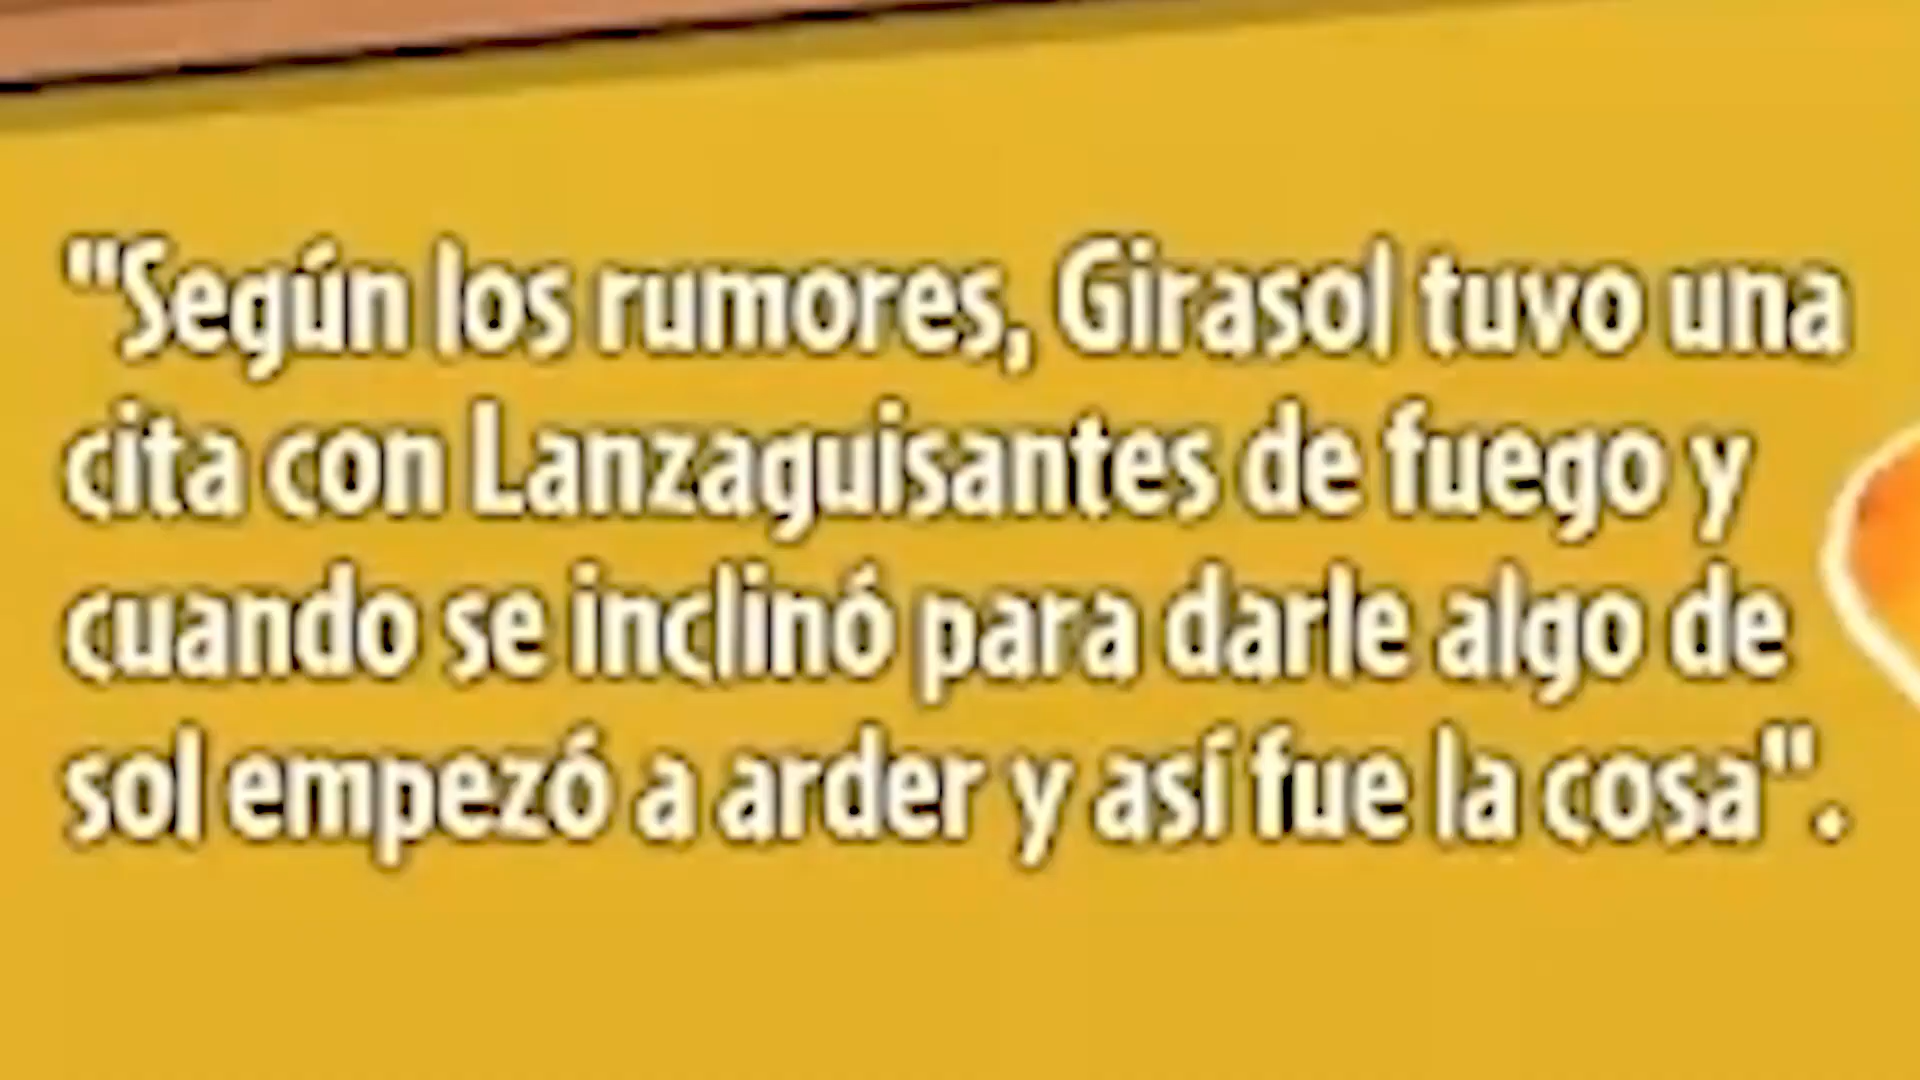 "Según los rumores, Girasol tuvo una
cita con Lanzaguisantes de fuego y
cuando se inclinó para darle algo de
sol empezó a arder y así fue la cosa".